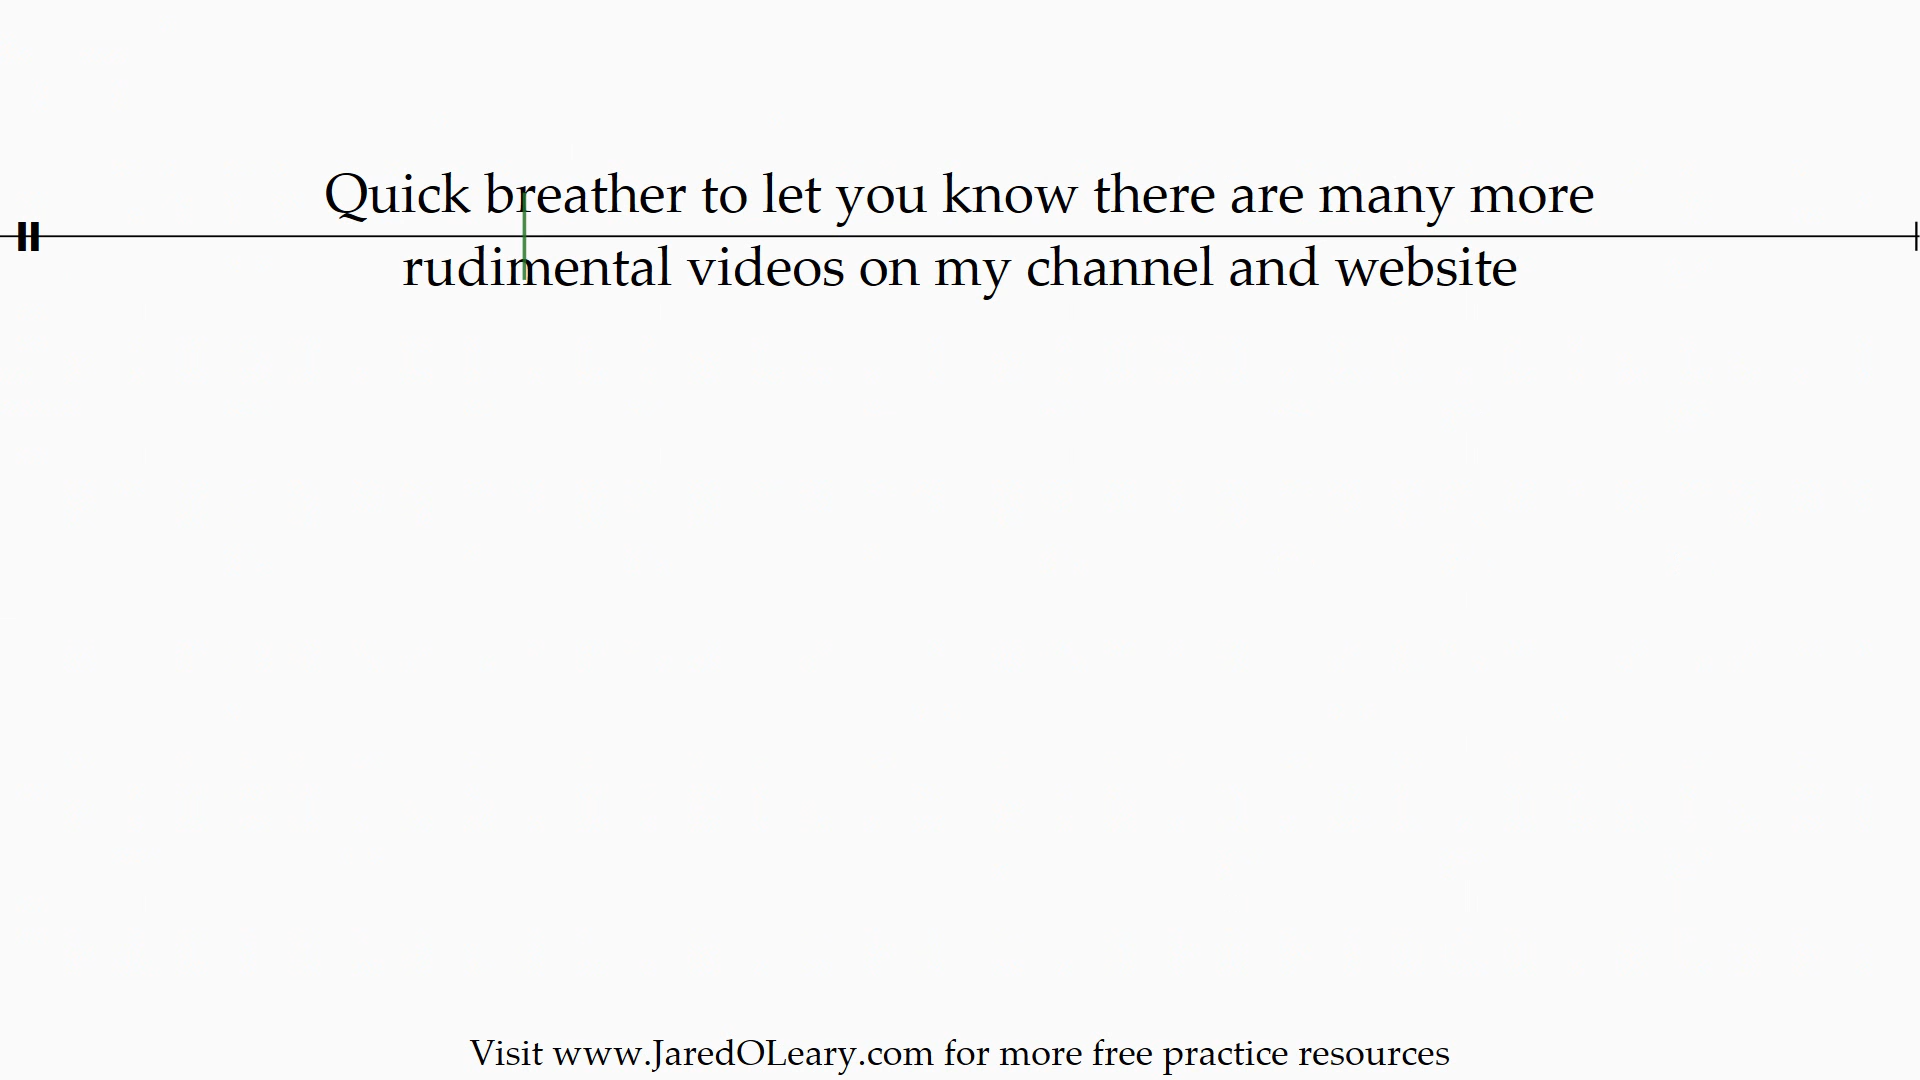 Quick breather to let you know there are many more
rudimental videos on my channel and website
Visit www.JaredOLeary.com for more free practice resources